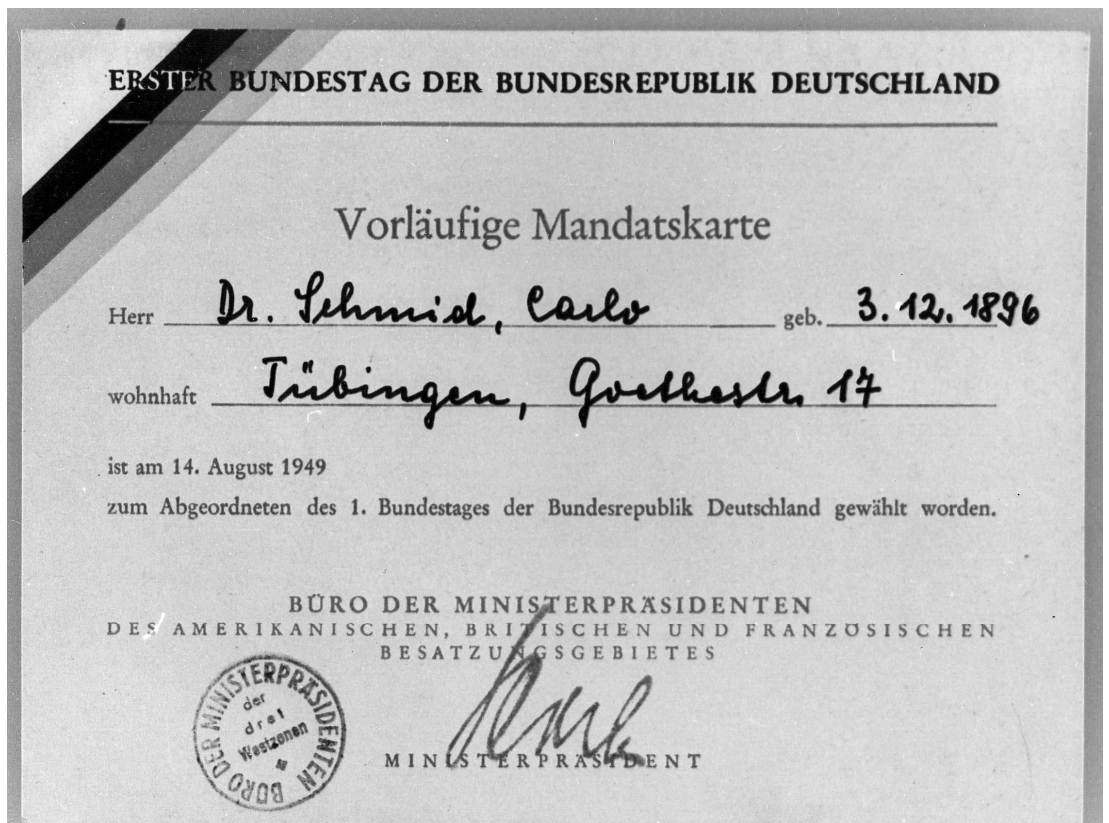 ERSTER BUNDESTAG DER BUNDESREPUBLIK DEUTSCHLAND
Vorläufige Mandatskarte
Herr Dr. Schmid, Carlo geb. 3.12.1896
wohnhaft Tübingen, Goethestr. 17
ist am 14. August 1949
zum Abgeordneten des 1. Bundestages der Bundesrepublik Deutschland gewählt worden.
BÜRO DER MINISTERPRÄSIDENTEN
DES AMERIKANISCHEN, BRITISCHEN UND FRANZÖSISCHEN
BESATZUNGSGEBIETES
BÜRO DER MINISTERPRÄSIDENTEN
der
drei
Westzonen
MINISTERPRÄSIDENT